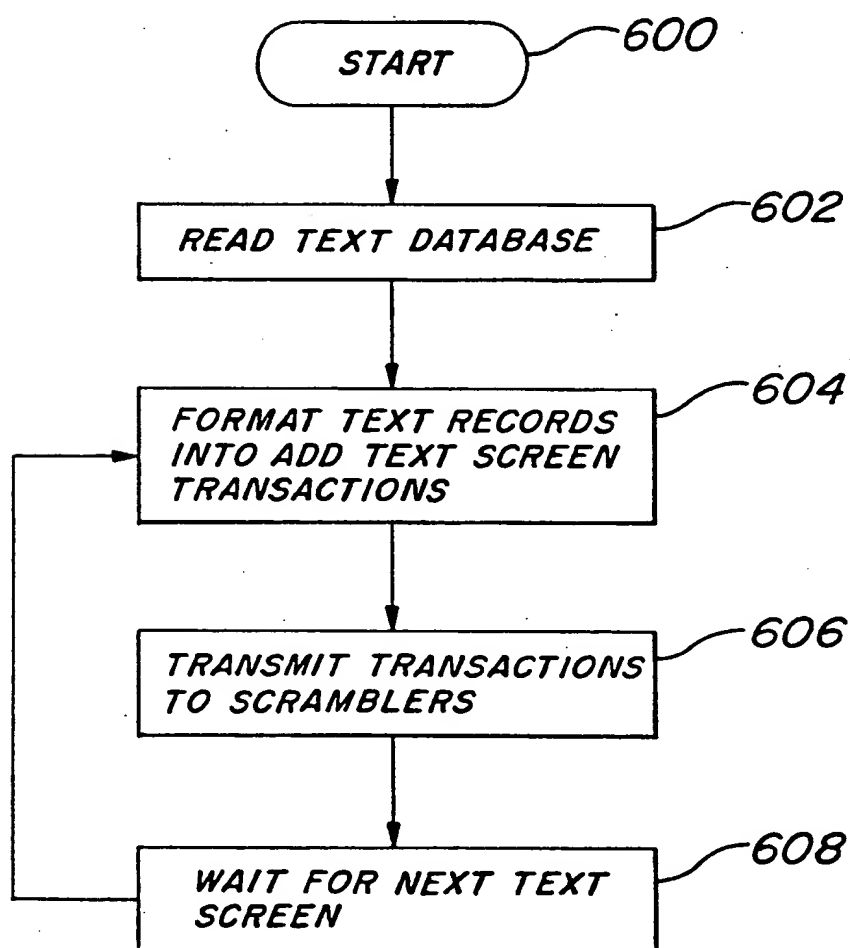 START
600
READ TEXT DATABASE
602
FORMAT TEXT RECORDS
INTO ADD TEXT SCREEN
TRANSACTIONS
604
TRANSMIT TRANSACTIONS
TO SCRAMBLERS
606
WAIT FOR NEXT TEXT
SCREEN
608